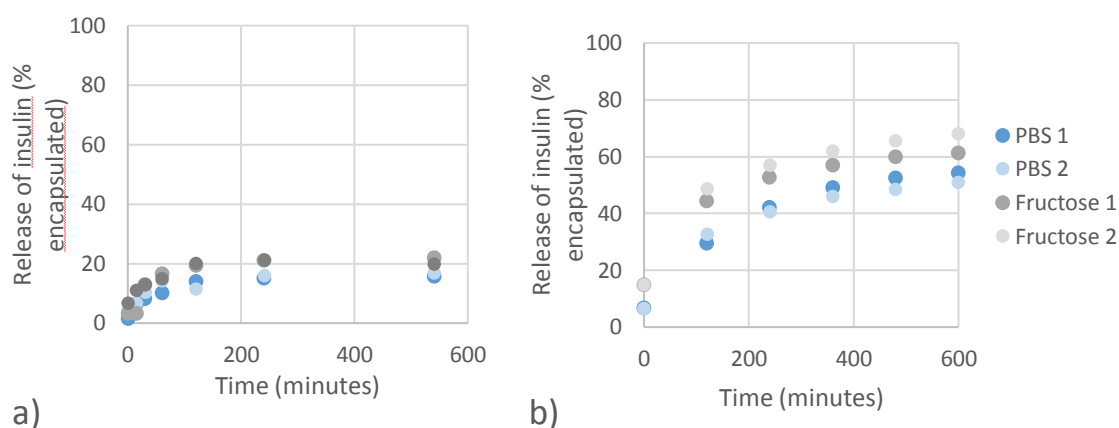 Release of insulin (%
encapsulated)
100
80
60
40
20
0
0
200
400
600
Time (minutes)
a)
Release of insulin (%
encapsulated)
100
80
60
40
20
0
0
200
400
600
Time (minutes)
b)
PBS 1
PBS 2
Fructose 1
Fructose 2